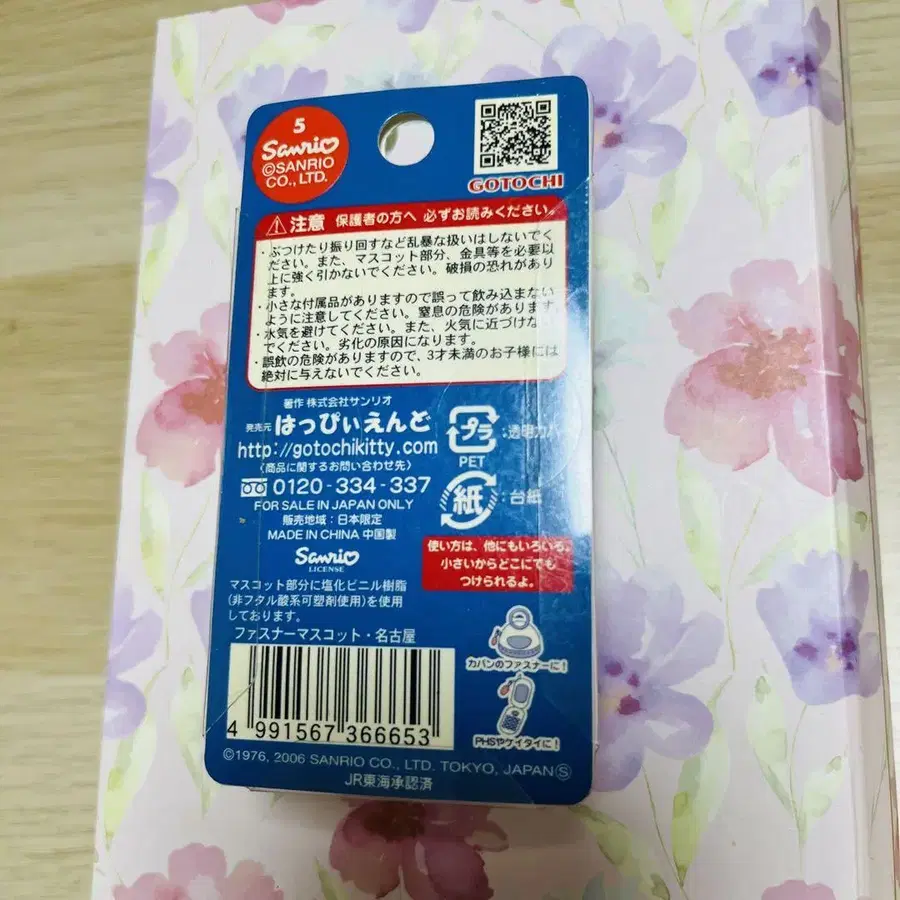 5
Sanrio
©SANRIO
CO., LTD.
GOTOCHI
注意 保護者の方へ 必ずお読みください。
・ぶつけたり振り回すなど乱暴な扱いはしないでく
ださい。また、マスコット部分、金具等を必要以
上に強く引かないでください。破損の恐れがあり
ます。
・小さな付属品がありますので誤って飲み込まない
ように注意してください。窒息の危険があります。
・水気を避けてください。また、火気に近づけない
でください。劣化の原因になります。
・誤飲の危険がありますので、3才未満のお子様には
絶対に与えないでください。
著作 株式会社サンリオ
発売元 はっぴぃえんど
http://gotochikitty.com
〈商品に関するお問い合わせ先〉
0120-334-337
FOR SALE IN JAPAN ONLY
販売地域：日本限定
MADE IN CHINA 中国製
Sanrio
LICENSE
プラ :透明カバー
PET
紙 :台紙
使い方は、他にもいろいろ。
小さいからどこにでも
つけられるよ。
マスコット部分に塩化ビニル樹脂
(非フタル酸系可塑剤使用)を使用
しております。
ファスナーマスコット・名古屋
カバンのファスナーに!
PHSやケイタイに!
4 991567 366653
©1976, 2006 SANRIO CO., LTD. TOKYO, JAPAN Ⓢ
JR東海承認済